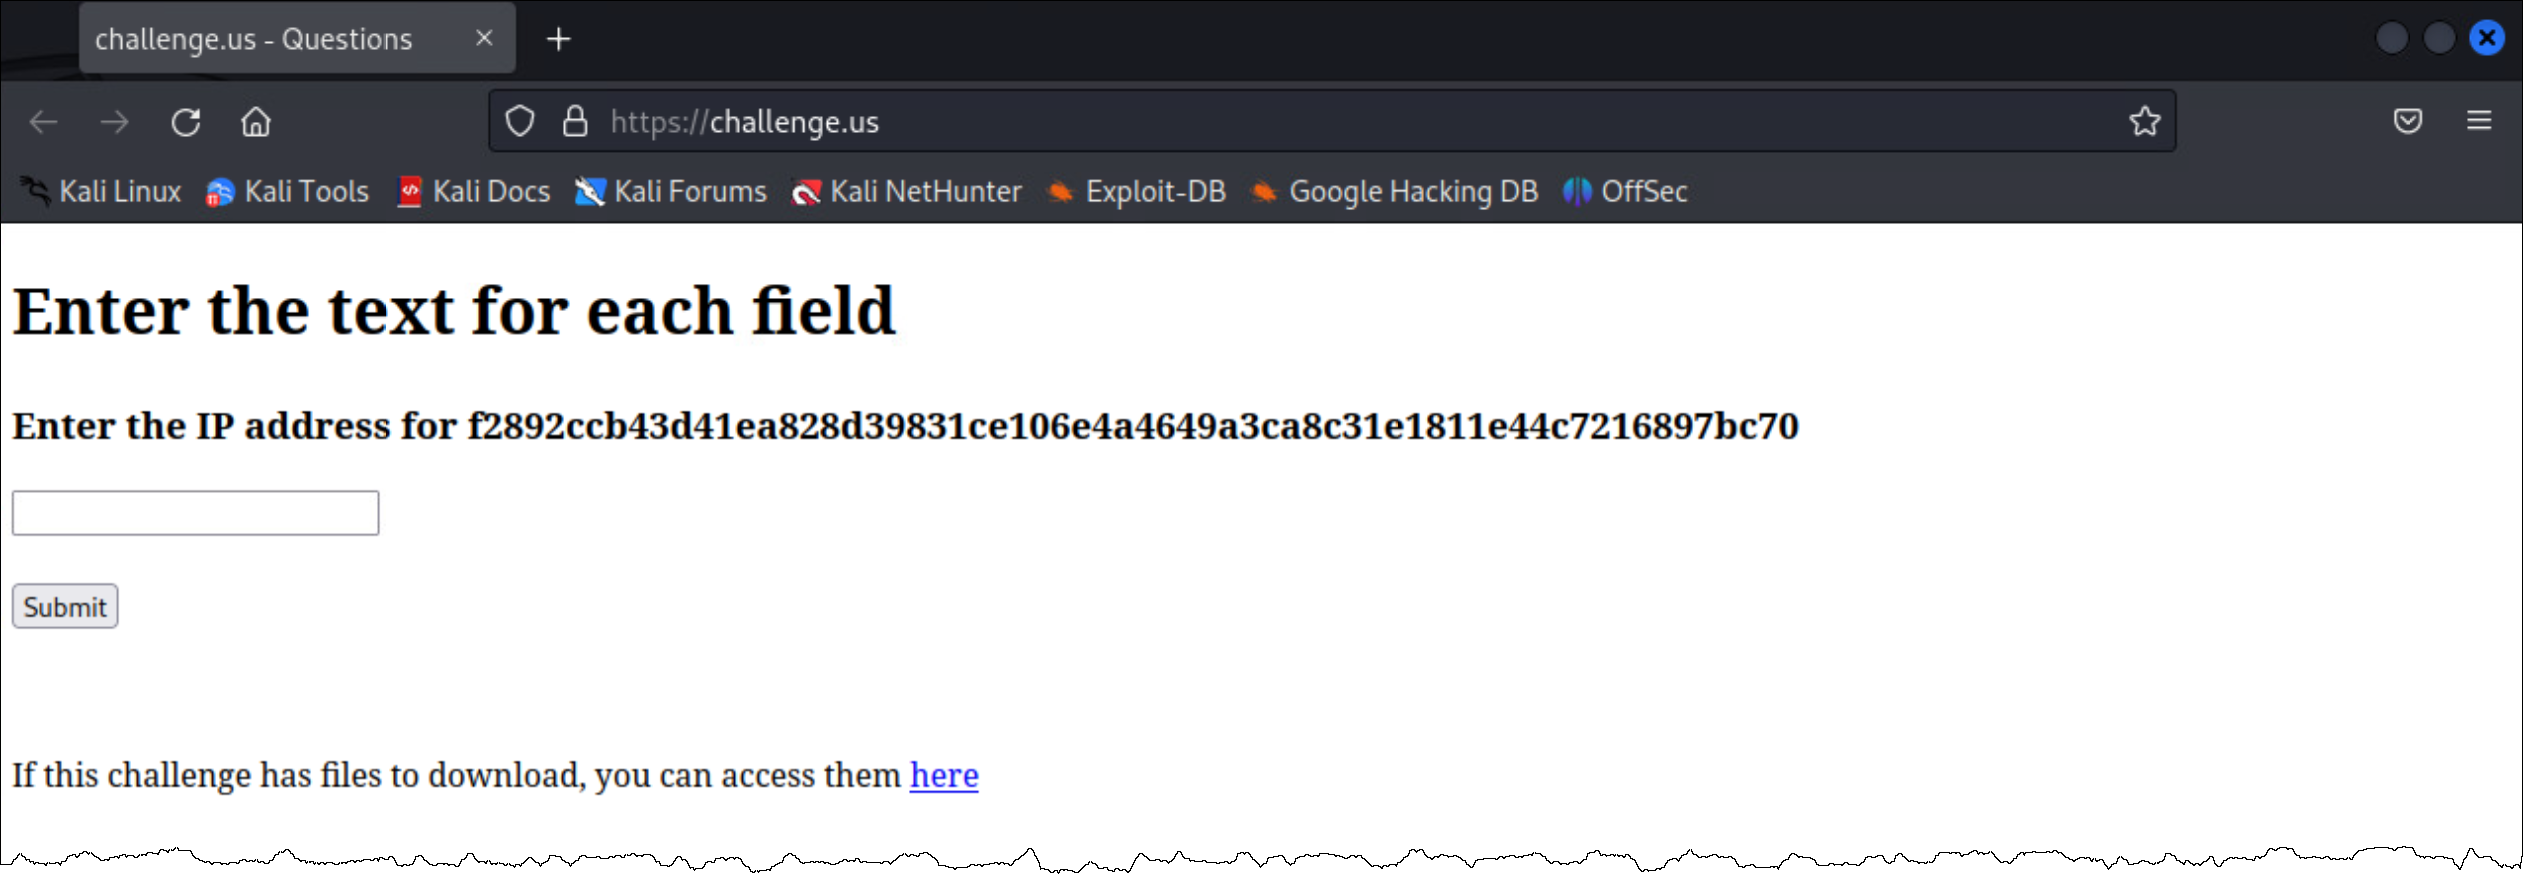 challenge.us - Questions
https://challenge.us
Kali Linux Kali Tools Kali Docs Kali Forums Kali NetHunter Exploit-DB Google Hacking DB OffSec
Enter the text for each field
Enter the IP address for f2892ccb43d41ea828d39831ce106e4a4649a3ca8c31e1811e44c7216897bc70
Submit
If this challenge has files to download, you can access them here